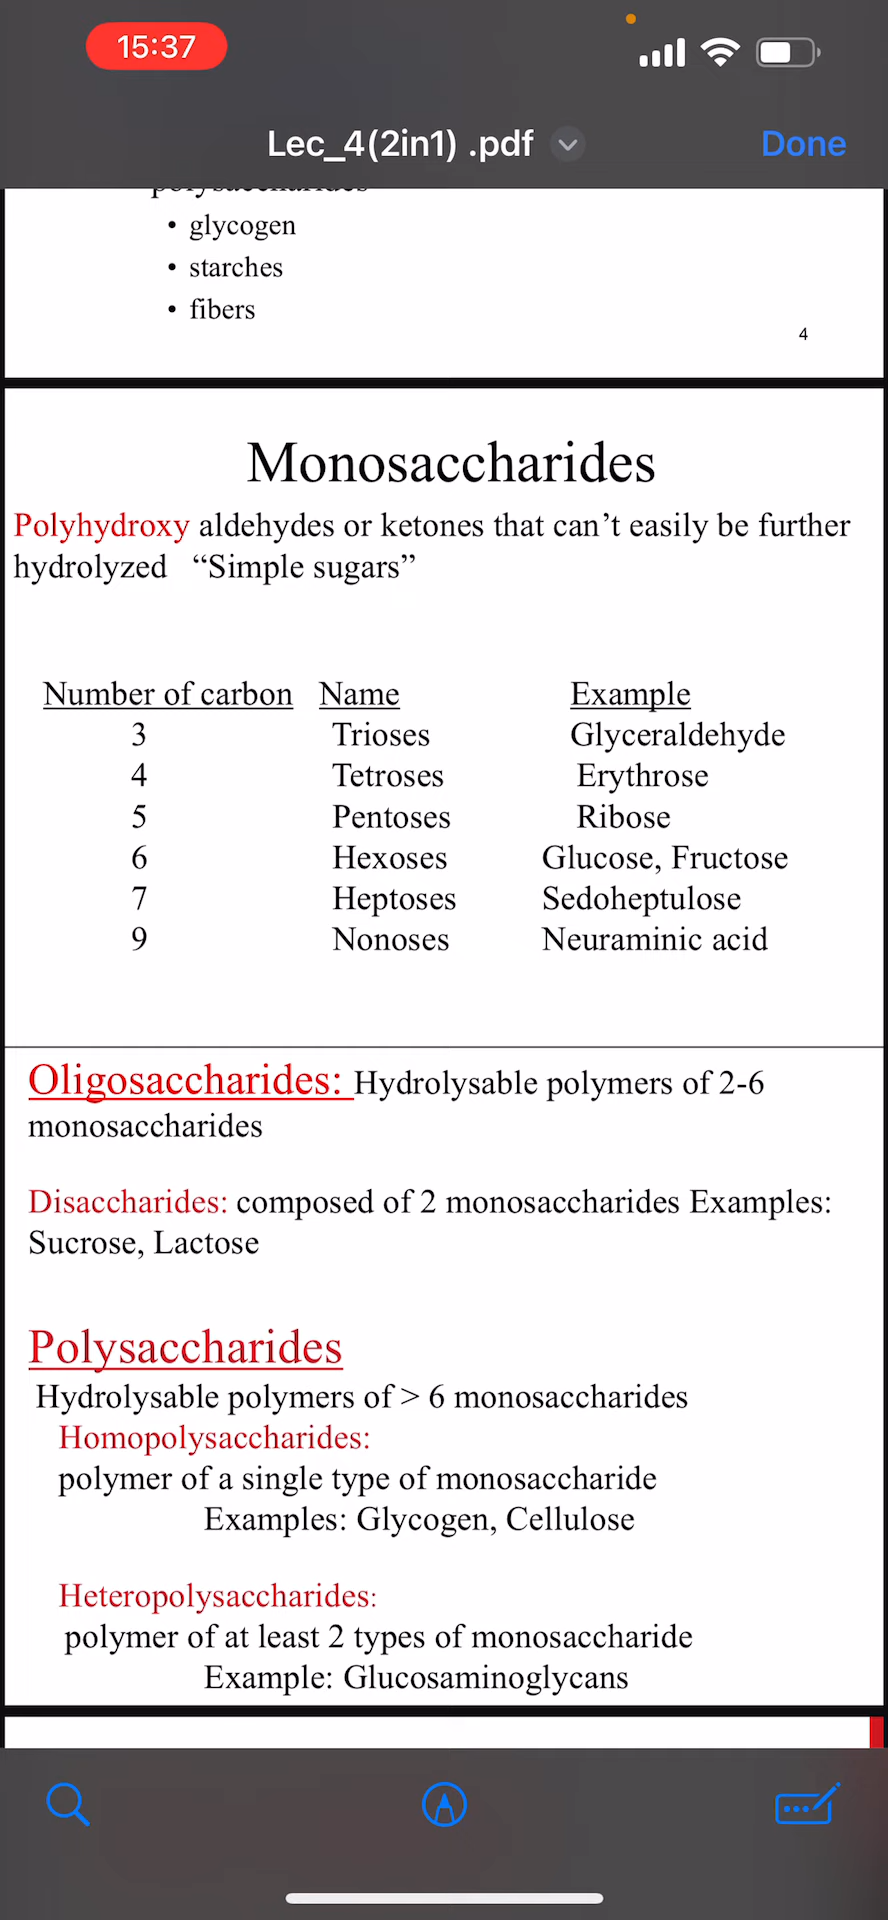 15:37
Lec_4(2in1) .pdf
Done
polysaccharides
• glycogen
• starches
• fibers
4
Monosaccharides
Polyhydroxy aldehydes or ketones that can’t easily be further
hydrolyzed “Simple sugars”
Number of carbon Name Example
3 Trioses Glyceraldehyde
4 Tetroses Erythrose
5 Pentoses Ribose
6 Hexoses Glucose, Fructose
7 Heptoses Sedoheptulose
9 Nonoses Neuraminic acid
Oligosaccharides: Hydrolysable polymers of 2-6
monosaccharides
Disaccharides: composed of 2 monosaccharides Examples:
Sucrose, Lactose
Polysaccharides
Hydrolysable polymers of > 6 monosaccharides
Homopolysaccharides:
polymer of a single type of monosaccharide
Examples: Glycogen, Cellulose
Heteropolysaccharides:
polymer of at least 2 types of monosaccharide
Example: Glucosaminoglycans